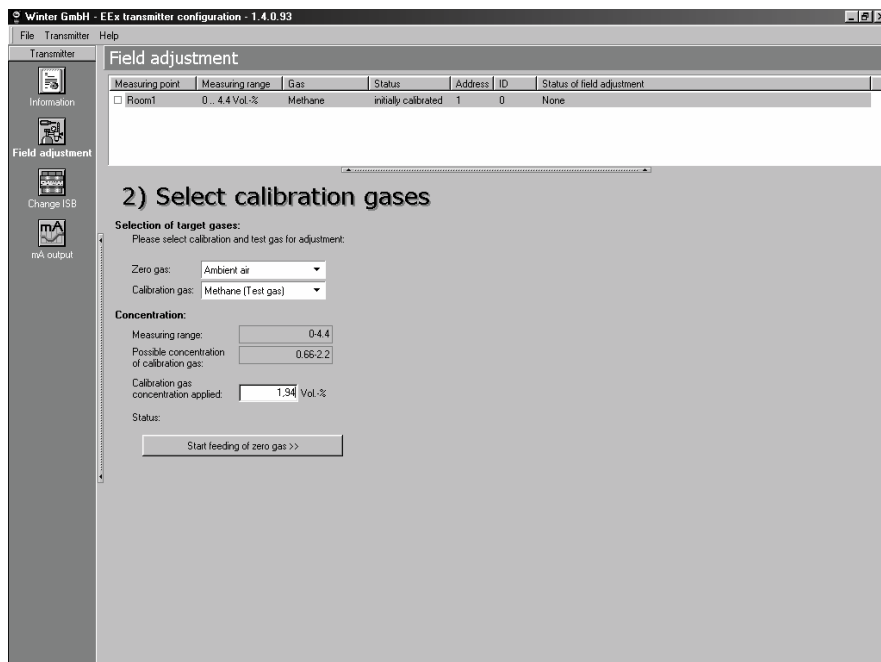 Winter GmbH - EEx transmitter configuration - 1.4.0.93
File Transmitter Help
Transmitter
Information
Field adjustment
Change ISB
mA
mA output
Field adjustment
Measuring point Measuring range Gas Status Address ID Status of field adjustment
Room1 0 .. 4.4 Vol.-% Methane initially calibrated 1 0 None
2) Select calibration gases
Selection of target gases:
Please select calibration and test gas for adjustment:
Zero gas: Ambient air
Calibration gas: Methane (Test gas)
Concentration:
Measuring range: 0-4.4
Possible concentration
of calibration gas: 0.66-2.2
Calibration gas
concentration applied: 1,94 Vol.-%
Status:
Start feeding of zero gas >>